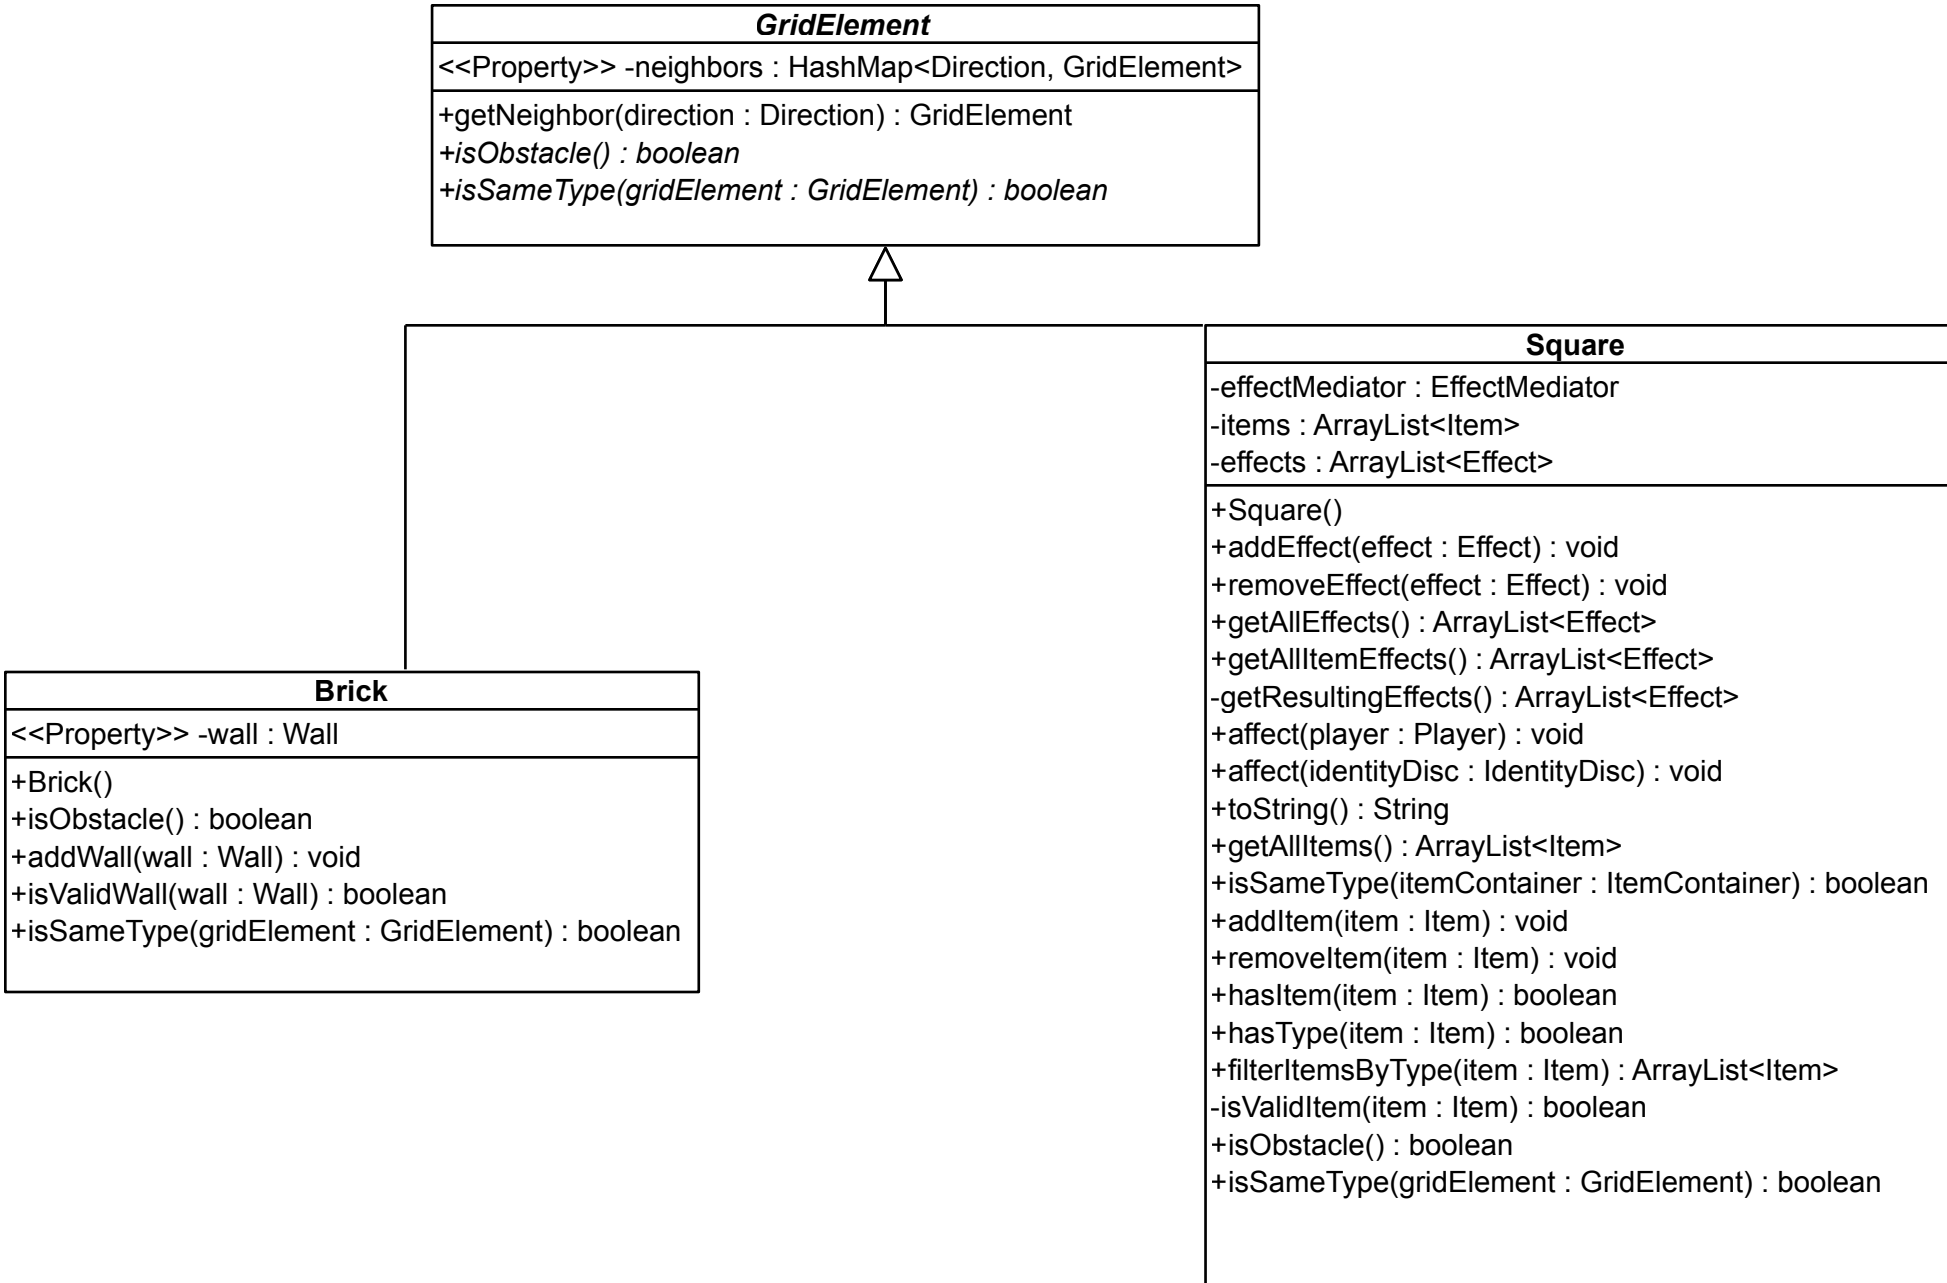 GridElement
<<Property>> -neighbors : HashMap<Direction, GridElement>
+getNeighbor(direction : Direction) : GridElement
+isObstacle() : boolean
+isSameType(gridElement : GridElement) : boolean
Square
-effectMediator : EffectMediator
-items : ArrayList<Item>
-effects : ArrayList<Effect>
+Square()
+addEffect(effect : Effect) : void
+removeEffect(effect : Effect) : void
+getAllEffects() : ArrayList<Effect>
+getAllItemEffects() : ArrayList<Effect>
-getResultingEffects() : ArrayList<Effect>
+affect(player : Player) : void
+affect(identityDisc : IdentityDisc) : void
+toString() : String
+getAllItems() : ArrayList<Item>
+isSameType(itemContainer : ItemContainer) : boolean
+addItem(item : Item) : void
+removeItem(item : Item) : void
+hasItem(item : Item) : boolean
+hasType(item : Item) : boolean
+filterItemsByType(item : Item) : ArrayList<Item>
-isValidItem(item : Item) : boolean
+isObstacle() : boolean
+isSameType(gridElement : GridElement) : boolean
Brick
<<Property>> -wall : Wall
+Brick()
+isObstacle() : boolean
+addWall(wall : Wall) : void
+isValidWall(wall : Wall) : boolean
+isSameType(gridElement : GridElement) : boolean